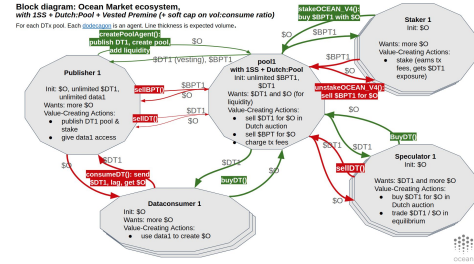 Block diagram: Ocean Market ecosystem,
with 1SS + Dutch:Pool + Vested Premine (+ soft cap on vol:consume ratio)
For each DTx pool. Each dodecagon is an agent. Line thickness is expected volume.
createPoolAgent():
publish DT1, create pool,
add liquidity
$O
$DT1 (vesting), $BPT1
stakeOCEAN_V4():
buy $BPT1 with $O
$O
$BPT1
Staker 1
Init: $O
Wants: more $O
Value-Creating Actions:
● stake (earns tx
fees, gets $DT1
exposure)
Publisher 1
Init: $O, unlimited $DT1,
unlimited data1
Wants: more $O
Value-Creating Actions:
● publish DT1 pool &
stake
● give data1 access
sellBPT()
$BPT1
$O
sellDT()
$DT1
$O
pool1
with 1SS + Dutch:Pool
Init: unlimited $BPT1,
$DT1
Wants: $DT1 and $O (for
liquidity)
Value-Creating Actions:
● sell $DT1 for $O in
Dutch auction
● sell $BPT for $O
● charge tx fees
$BPT1
unstakeOCEAN_V4():
sell $BPT1 for $O
$O
buyDT()
$O
$DT1
sellDT()
$DT1
$O
Speculator 1
Init: $O
Wants: $DT1 and more $O
Value-Creating Actions:
● buy $DT1 for $O in
Dutch auction
● trade $DT1 / $O in
equilibrium
$O
$DT1
consumeDT(): send
$DT1, lag, get $O
$DT1
buyDT()
$O
Dataconsumer 1
Init: $O
Wants: more $O
Value-Creating Actions:
● use data1 to create $O
ocean